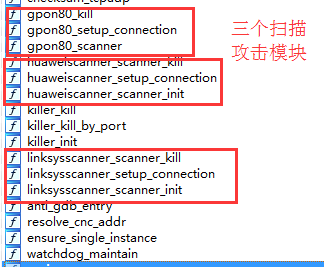 gpon80_kill
gpon80_setup_connection
gpon80_scanner
huaweiscanner_scanner_kill
huaweiscanner_setup_connection
huaweiscanner_scanner_init
killer_kill
killer_kill_by_port
killer_init
linksysscanner_scanner_kill
linksysscanner_setup_connection
linksysscanner_scanner_init
anti_gdb_entry
resolve_cnc_addr
ensure_single_instance
watchdog_maintain
三个扫描
攻击模块